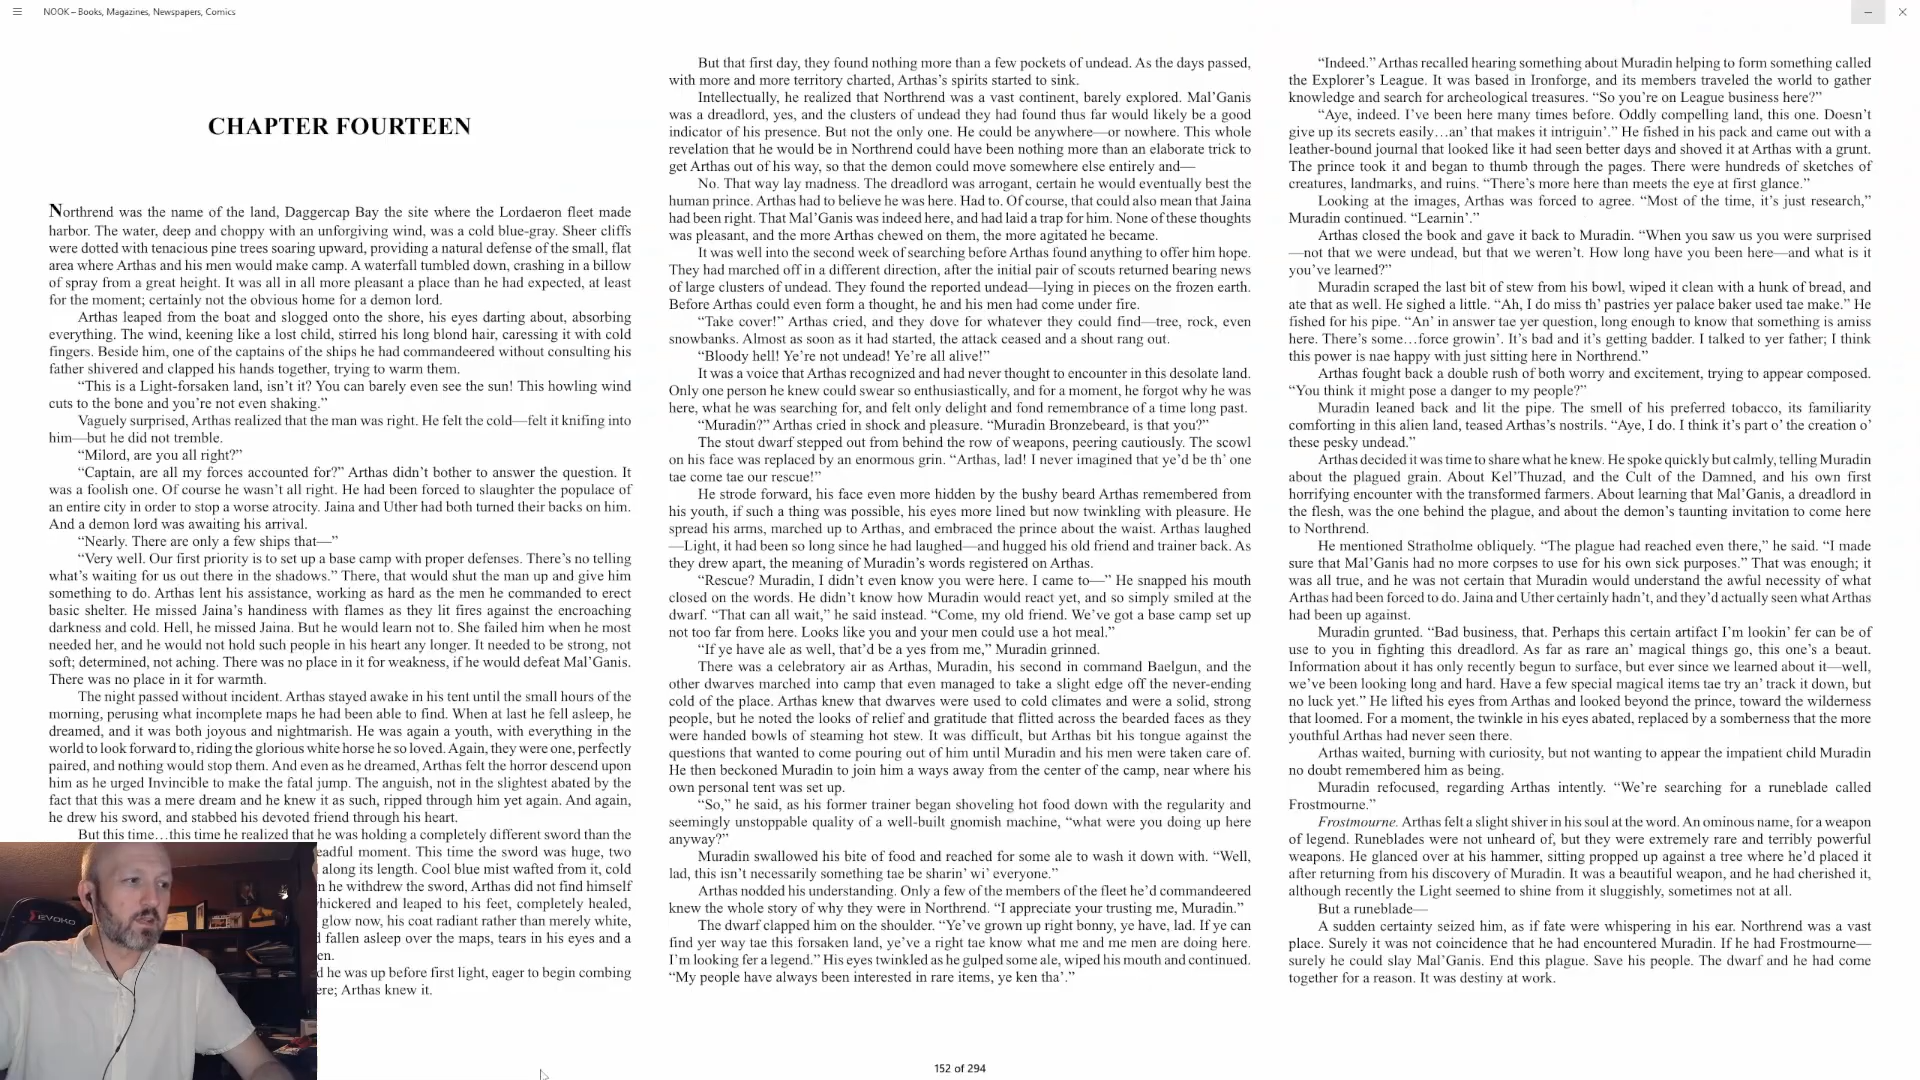 NOOK – Books, Magazines, Newspapers, Comics
CHAPTER FOURTEEN
Northrend was the name of the land, Daggercap Bay the site where the Lordaeron fleet made
harbor. The water, deep and choppy with an unforgiving wind, was a cold blue-gray. Sheer cliffs
were dotted with tenacious pine trees soaring upward, providing a natural defense of the small, flat
area where Arthas and his men would make camp. A waterfall tumbled down, crashing in a billow
of spray from a great height. It was all in all more pleasant a place than he had expected, at least
for the moment; certainly not the obvious home for a demon lord.
Arthas leaped from the boat and slogged onto the shore, his eyes darting about, absorbing
everything. The wind, keening like a lost child, stirred his long blond hair, caressing it with cold
fingers. Beside him, one of the captains of the ships he had commandeered without consulting his
father shivered and clapped his hands together, trying to warm them.
“This is a Light-forsaken land, isn’t it? You can barely even see the sun! This howling wind
cuts to the bone and you’re not even shaking.”
Vaguely surprised, Arthas realized that the man was right. He felt the cold—felt it knifing into
him—but he did not tremble.
“Milord, are you all right?”
“Captain, are all my forces accounted for?” Arthas didn’t bother to answer the question. It
was a foolish one. Of course he wasn’t all right. He had been forced to slaughter the populace of
an entire city in order to stop a worse atrocity. Jaina and Uther had both turned their backs on him.
And a demon lord was awaiting his arrival.
“Nearly. There are only a few ships that—”
“Very well. Our first priority is to set up a base camp with proper defenses. There’s no telling
what’s waiting for us out there in the shadows.” There, that would shut the man up and give him
something to do. Arthas lent his assistance, working as hard as the men he commanded to erect
basic shelter. He missed Jaina’s handiness with flames as they lit fires against the encroaching
darkness and cold. Hell, he missed Jaina. But he would learn not to. She failed him when he most
needed her, and he would not hold such people in his heart any longer. It needed to be strong, not
soft; determined, not aching. There was no place in it for weakness, if he would defeat Mal’Ganis.
There was no place in it for warmth.
The night passed without incident. Arthas stayed awake in his tent until the small hours of the
morning, perusing what incomplete maps he had been able to find. When at last he fell asleep, he
dreamed, and it was both joyous and nightmarish. He was again a youth, with everything in the
world to look forward to, riding the glorious white horse he so loved. Again, they were one, perfectly
paired, and nothing would stop them. And even as he dreamed, Arthas felt the horror descend upon
him as he urged Invincible to make the fatal jump. The anguish, not in the slightest abated by the
fact that this was a mere dream and he knew it as such, ripped through him yet again. And again,
he drew his sword, and stabbed his devoted friend through his heart.
But this time…this time he realized that he was holding a completely different sword than the
eadful moment. This time the sword was huge, two
along its length. Cool blue mist wafted from it, cold
he withdrew the sword, Arthas did not find himself
hickered and leaped to his feet, completely healed,
glow now, his coat radiant rather than merely white,
fallen asleep over the maps, tears in his eyes and a
en.
he was up before first light, eager to begin combing
ere; Arthas knew it.
But that first day, they found nothing more than a few pockets of undead. As the days passed,
with more and more territory charted, Arthas’s spirits started to sink.
Intellectually, he realized that Northrend was a vast continent, barely explored. Mal’Ganis
was a dreadlord, yes, and the clusters of undead they had found thus far would likely be a good
indicator of his presence. But not the only one. He could be anywhere—or nowhere. This whole
revelation that he would be in Northrend could have been nothing more than an elaborate trick to
get Arthas out of his way, so that the demon could move somewhere else entirely and—
No. That way lay madness. The dreadlord was arrogant, certain he would eventually best the
human prince. Arthas had to believe he was here. Had to. Of course, that could also mean that Jaina
had been right. That Mal’Ganis was indeed here, and had laid a trap for him. None of these thoughts
was pleasant, and the more Arthas chewed on them, the more agitated he became.
It was well into the second week of searching before Arthas found anything to offer him hope.
They had marched off in a different direction, after the initial pair of scouts returned bearing news
of large clusters of undead. They found the reported undead—lying in pieces on the frozen earth.
Before Arthas could even form a thought, he and his men had come under fire.
“Take cover!” Arthas cried, and they dove for whatever they could find—tree, rock, even
snowbanks. Almost as soon as it had started, the attack ceased and a shout rang out.
“Bloody hell! Ye’re not undead! Ye’re all alive!”
It was a voice that Arthas recognized and had never thought to encounter in this desolate land.
Only one person he knew could swear so enthusiastically, and for a moment, he forgot why he was
here, what he was searching for, and felt only delight and fond remembrance of a time long past.
“Muradin?” Arthas cried in shock and pleasure. “Muradin Bronzebeard, is that you?”
The stout dwarf stepped out from behind the row of weapons, peering cautiously. The scowl
on his face was replaced by an enormous grin. “Arthas, lad! I never imagined that ye’d be th’ one
tae come tae our rescue!”
He strode forward, his face even more hidden by the bushy beard Arthas remembered from
his youth, if such a thing was possible, his eyes more lined but now twinkling with pleasure. He
spread his arms, marched up to Arthas, and embraced the prince about the waist. Arthas laughed
—Light, it had been so long since he had laughed—and hugged his old friend and trainer back. As
they drew apart, the meaning of Muradin’s words registered on Arthas.
“Rescue? Muradin, I didn’t even know you were here. I came to—” He snapped his mouth
closed on the words. He didn’t know how Muradin would react yet, and so simply smiled at the
dwarf. “That can all wait,” he said instead. “Come, my old friend. We’ve got a base camp set up
not too far from here. Looks like you and your men could use a hot meal.”
“If ye have ale as well, that’d be a yes from me,” Muradin grinned.
There was a celebratory air as Arthas, Muradin, his second in command Baelgun, and the
other dwarves marched into camp that even managed to take a slight edge off the never-ending
cold of the place. Arthas knew that dwarves were used to cold climates and were a solid, strong
people, but he noted the looks of relief and gratitude that flitted across the bearded faces as they
were handed bowls of steaming hot stew. It was difficult, but Arthas bit his tongue against the
questions that wanted to come pouring out of him until Muradin and his men were taken care of.
He then beckoned Muradin to join him a ways away from the center of the camp, near where his
own personal tent was set up.
“So,” he said, as his former trainer began shoveling hot food down with the regularity and
seemingly unstoppable quality of a well-built gnomish machine, “what were you doing up here
anyway?”
Muradin swallowed his bite of food and reached for some ale to wash it down with. “Well,
lad, this isn’t necessarily something tae be sharin’ wi’ everyone.”
Arthas nodded his understanding. Only a few of the members of the fleet he’d commandeered
knew the whole story of why they were in Northrend. “I appreciate your trusting me, Muradin.”
The dwarf clapped him on the shoulder. “Ye’ve grown up right bonny, ye have, lad. If ye can
find yer way tae this forsaken land, ye’ve a right tae know what me and me men are doing here.
I’m looking fer a legend.” His eyes twinkled as he gulped some ale, wiped his mouth and continued.
“My people have always been interested in rare items, ye ken tha’.”
“Indeed.” Arthas recalled hearing something about Muradin helping to form something called
the Explorer’s League. It was based in Ironforge, and its members traveled the world to gather
knowledge and search for archeological treasures. “So you’re on League business here?”
“Aye, indeed. I’ve been here many times before. Oddly compelling land, this one. Doesn’t
give up its secrets easily…an’ that makes it intriguin’.” He fished in his pack and came out with a
leather-bound journal that looked like it had seen better days and shoved it at Arthas with a grunt.
The prince took it and began to thumb through the pages. There were hundreds of sketches of
creatures, landmarks, and ruins. “There’s more here than meets the eye at first glance.”
Looking at the images, Arthas was forced to agree. “Most of the time, it’s just research,”
Muradin continued. “Learnin’.”
Arthas closed the book and gave it back to Muradin. “When you saw us you were surprised
—not that we were undead, but that we weren’t. How long have you been here—and what is it
you’ve learned?”
Muradin scraped the last bit of stew from his bowl, wiped it clean with a hunk of bread, and
ate that as well. He sighed a little. “Ah, I do miss th’ pastries yer palace baker used tae make.” He
fished for his pipe. “An’ in answer tae yer question, long enough to know that something is amiss
here. There’s some…force growin’. It’s bad and it’s getting badder. I talked to yer father; I think
this power is nae happy with just sitting here in Northrend.”
Arthas fought back a double rush of both worry and excitement, trying to appear composed.
“You think it might pose a danger to my people?”
Muradin leaned back and lit the pipe. The smell of his preferred tobacco, its familiarity
comforting in this alien land, teased Arthas’s nostrils. “Aye, I do. I think it’s part o’ the creation o’
these pesky undead.”
Arthas decided it was time to share what he knew. He spoke quickly but calmly, telling Muradin
about the plagued grain. About Kel’Thuzad, and the Cult of the Damned, and his own first
horrifying encounter with the transformed farmers. About learning that Mal’Ganis, a dreadlord in
the flesh, was the one behind the plague, and about the demon’s taunting invitation to come here
to Northrend.
He mentioned Stratholme obliquely. “The plague had reached even there,” he said. “I made
sure that Mal’Ganis had no more corpses to use for his own sick purposes.” That was enough; it
was all true, and he was not certain that Muradin would understand the awful necessity of what
Arthas had been forced to do. Jaina and Uther certainly hadn’t, and they’d actually seen what Arthas
had been up against.
Muradin grunted. “Bad business, that. Perhaps this certain artifact I’m lookin’ fer can be of
use to you in fighting this dreadlord. As far as rare an’ magical things go, this one’s a beaut.
Information about it has only recently begun to surface, but ever since we learned about it—well,
we’ve been looking long and hard. Have a few special magical items tae try an’ track it down, but
no luck yet.” He lifted his eyes from Arthas and looked beyond the prince, toward the wilderness
that loomed. For a moment, the twinkle in his eyes abated, replaced by a somberness that the more
youthful Arthas had never seen there.
Arthas waited, burning with curiosity, but not wanting to appear the impatient child Muradin
no doubt remembered him as being.
Muradin refocused, regarding Arthas intently. “We’re searching for a runeblade called
Frostmourne.”
Frostmourne. Arthas felt a slight shiver in his soul at the word. An ominous name, for a weapon
of legend. Runeblades were not unheard of, but they were extremely rare and terribly powerful
weapons. He glanced over at his hammer, sitting propped up against a tree where he’d placed it
after returning from his discovery of Muradin. It was a beautiful weapon, and he had cherished it,
although recently the Light seemed to shine from it sluggishly, sometimes not at all.
But a runeblade—
A sudden certainty seized him, as if fate were whispering in his ear. Northrend was a vast
place. Surely it was not coincidence that he had encountered Muradin. If he had Frostmourne—
surely he could slay Mal’Ganis. End this plague. Save his people. The dwarf and he had come
together for a reason. It was destiny at work.
152 of 294
EVOKO